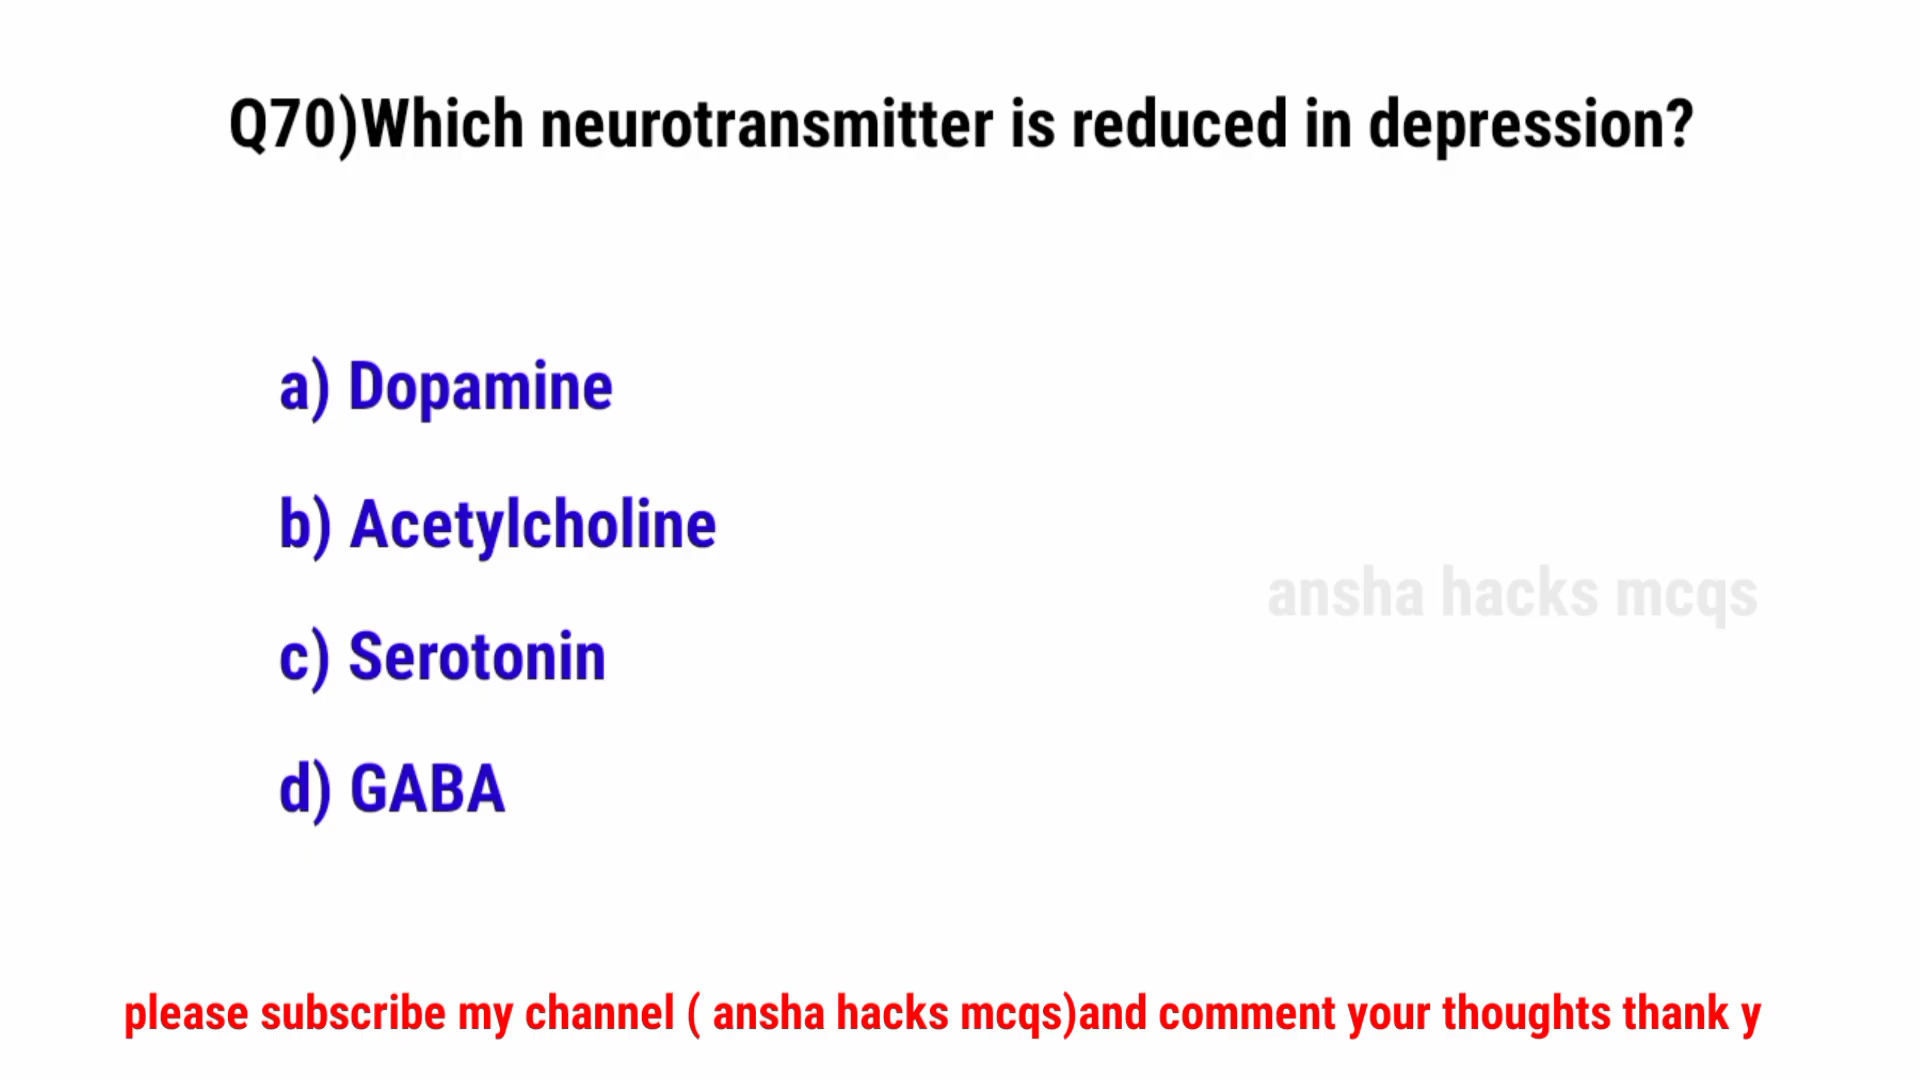 Q70)Which neurotransmitter is reduced in depression?
a) Dopamine
b) Acetylcholine
ansha hacks mcqs
c) Serotonin
d) GABA
please subscribe my channel ( ansha hacks mcqs)and comment your thoughts thank y